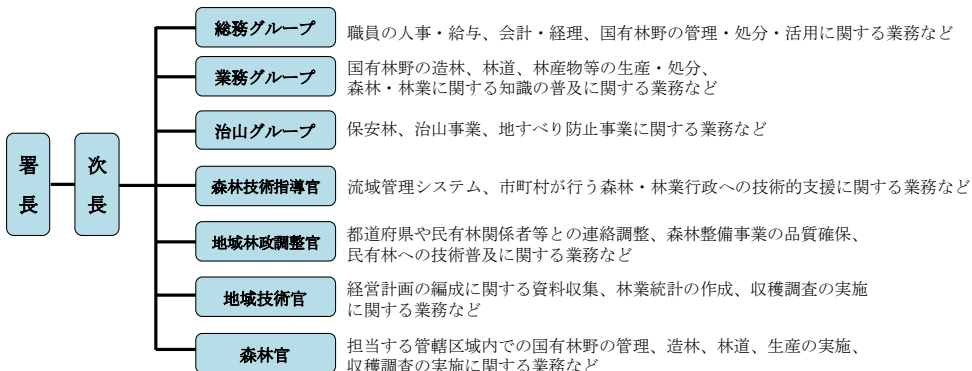 総務グループ
職員の人事・給与、会計・経理、国有林野の管理・処分・活用に関する業務など
業務グループ
国有林野の造林、林道、林産物等の生産・処分、
森林・林業に関する知識の普及に関する業務など
治山グループ
保安林、治山事業、地すべり防止事業に関する業務など
署長
次長
森林技術指導官
流域管理システム、市町村が行う森林・林業行政への技術的支援に関する業務など
地域林政調整官
都道府県や民有林関係者等との連絡調整、森林整備事業の品質確保、
民有林への技術普及に関する業務など
地域技術官
経営計画の編成に関する資料収集、林業統計の作成、収穫調査の実施
に関する業務など
森林官
担当する管轄区域内での国有林野の管理、造林、林道、生産の実施、
収穫調査の実施に関する業務など